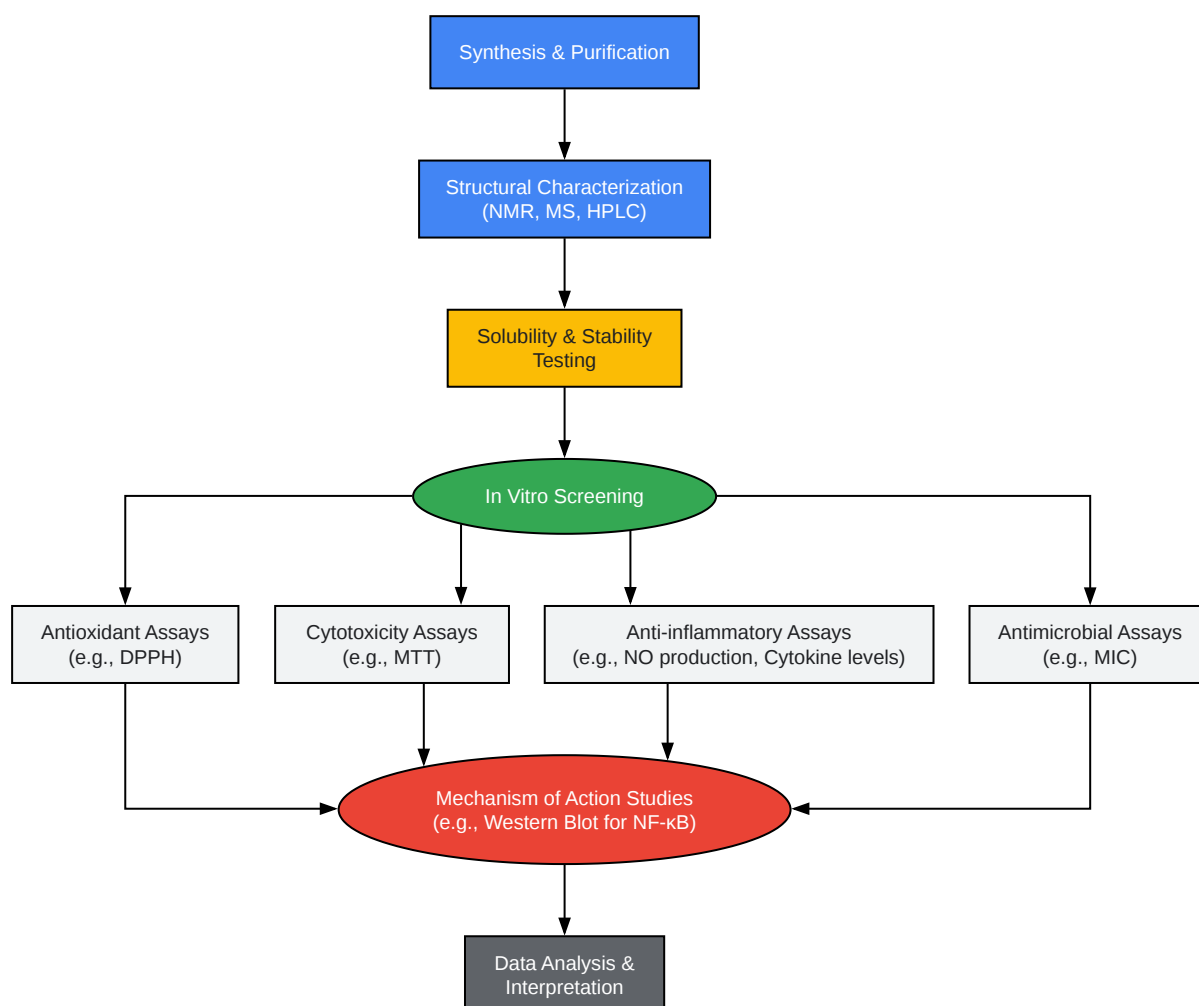 Synthesis & Purification
Structural Characterization
(NMR, MS, HPLC)
Solubility & Stability
Testing
In Vitro Screening
Antioxidant Assays
(e.g., DPPH)
Cytotoxicity Assays
(e.g., MTT)
Anti-inflammatory Assays
(e.g., NO production, Cytokine levels)
Antimicrobial Assays
(e.g., MIC)
Mechanism of Action Studies
(e.g., Western Blot for NF-κB)
Data Analysis &
Interpretation